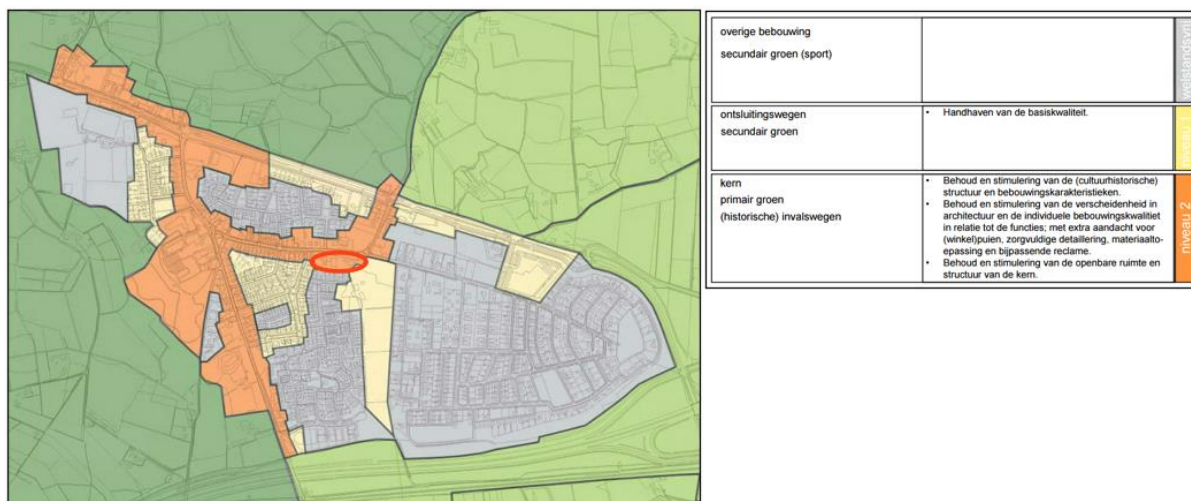 overige bebouwing
secundair groen (sport)
ontsluitingswegen
secundair groen
• Handhaven van de basiskwaliteit.
niveau 1
kern
primair groen
(historische) invalswegen
• Behoud en stimulering van de (cultuurhistorische)
structuur en bebouwingskarakteristieken.
• Behoud en stimulering van de verscheidenheid in
architectuur en de individuele bebouwingskwaliteit
in relatie tot de functies; met extra aandacht voor
(winkel)puien, zorgvuldige detaillering, materiaalto-
epassing en bijpassende reclame.
• Behoud en stimulering van de openbare ruimte en
structuur van de kern.
niveau 2